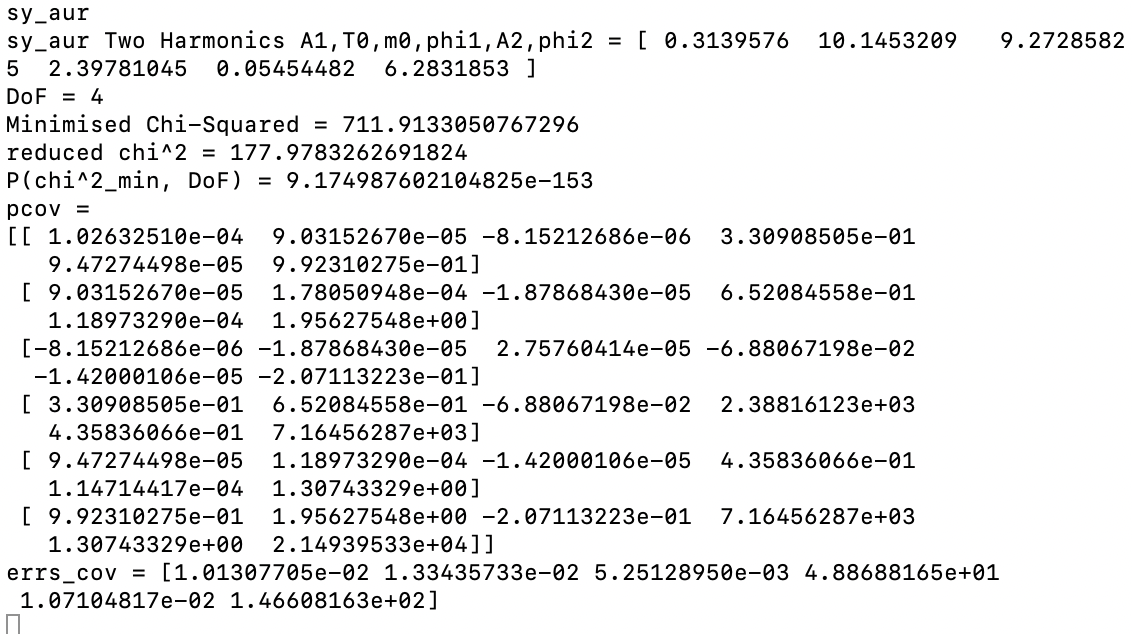 sy_aur
sy_aur Two Harmonics A1,T0,m0,phi1,A2,phi2 = [ 0.3139576  10.1453209   9.2728582
5  2.39781045  0.05454482  6.2831853 ]
DoF = 4
Minimised Chi-Squared = 711.9133050767296
reduced chi^2 = 177.9783262691824
P(chi^2_min, DoF) = 9.174987602104825e-153
pcov =
[[ 1.02632510e-04  9.03152670e-05 -8.15212686e-06  3.30908505e-01
   9.47274498e-05  9.92310275e-01]
 [ 9.03152670e-05  1.78050948e-04 -1.87868430e-05  6.52084558e-01
   1.18973290e-04  1.95627548e+00]
 [-8.15212686e-06 -1.87868430e-05  2.75760414e-05 -6.88067198e-02
  -1.42000106e-05 -2.07113223e-01]
 [ 3.30908505e-01  6.52084558e-01 -6.88067198e-02  2.38816123e+03
   4.35836066e-01  7.16456287e+03]
 [ 9.47274498e-05  1.18973290e-04 -1.42000106e-05  4.35836066e-01
   1.14714417e-04  1.30743329e+00]
 [ 9.92310275e-01  1.95627548e+00 -2.07113223e-01  7.16456287e+03
   1.30743329e+00  2.14939533e+04]]
errs_cov = [1.01307705e-02 1.33435733e-02 5.25128950e-03 4.88688165e+01
 1.07104817e-02 1.46608163e+02]